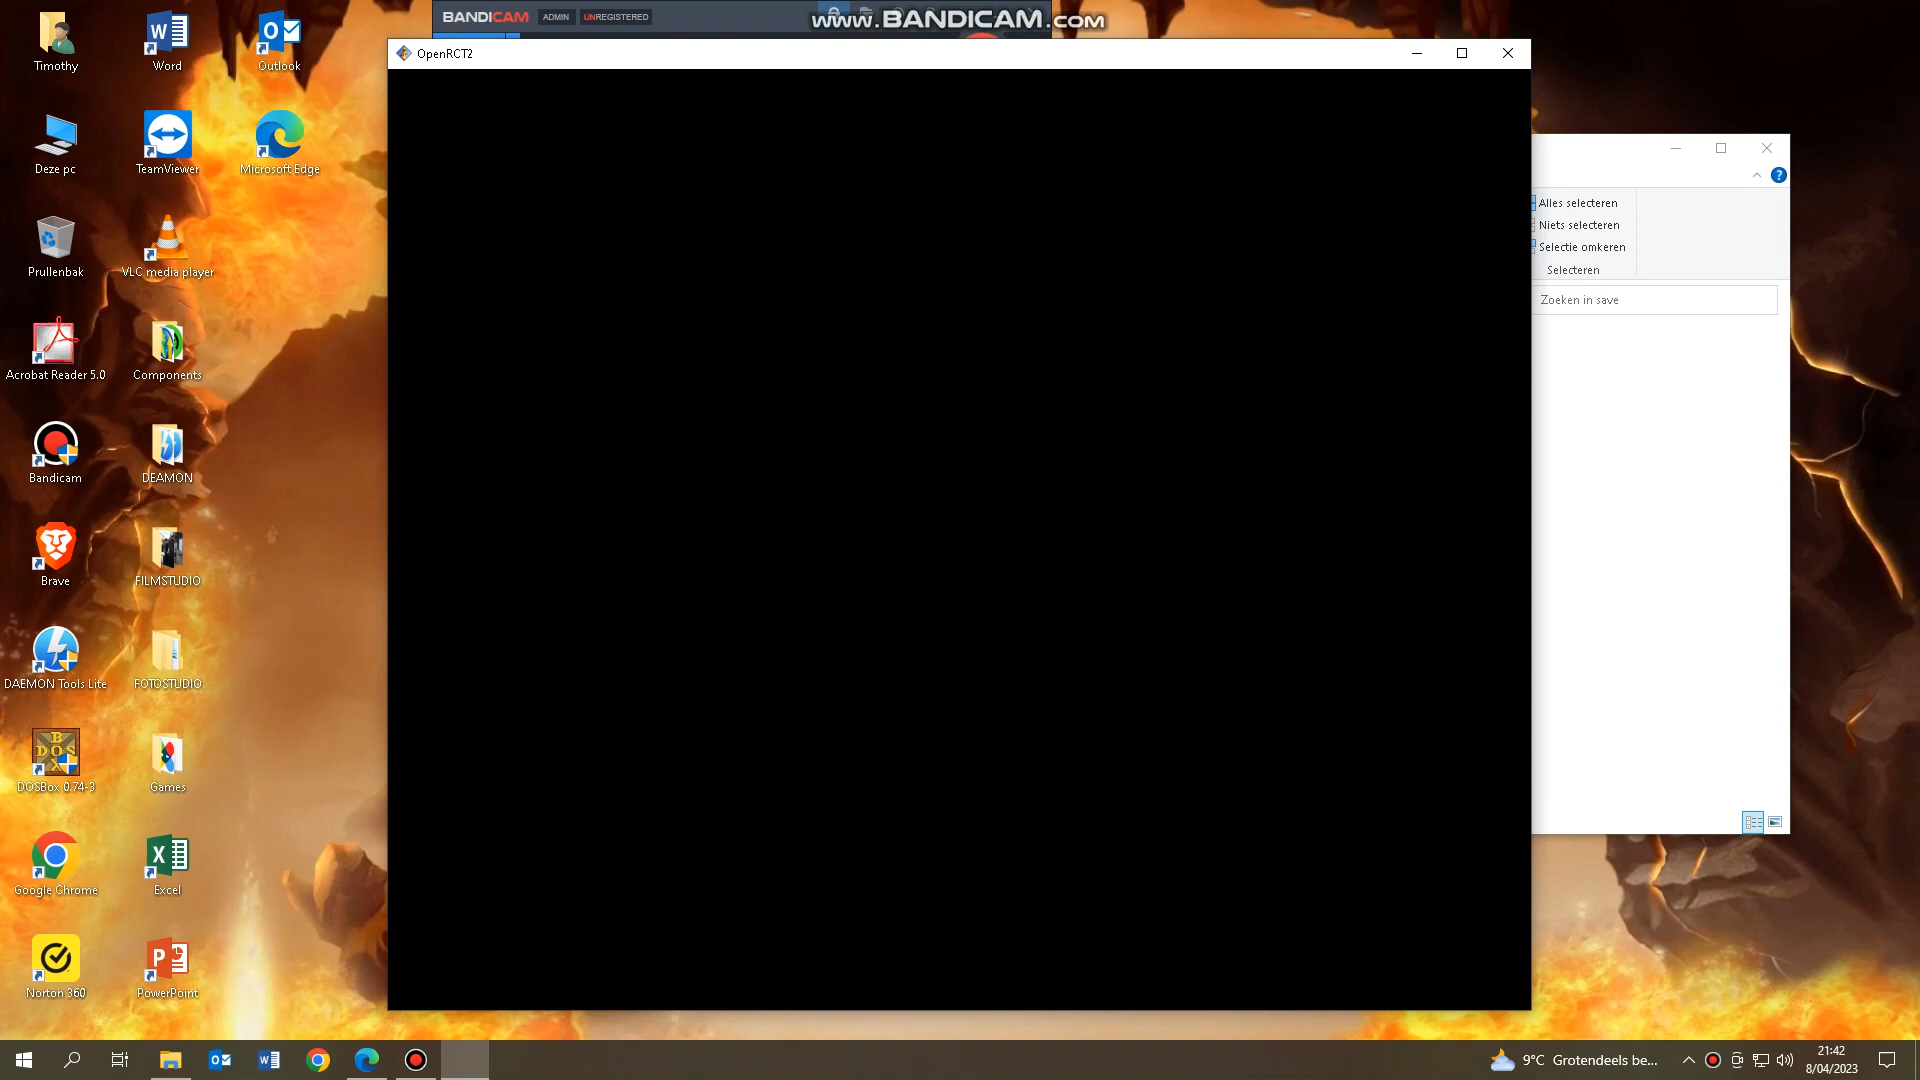 BANDICAM ADMIN UNREGISTERED
www.BANDICAM.com
OpenRCT2
Timothy
Word
Outlook
Deze pc
TeamViewer
Microsoft Edge
Prullenbak
VLC media player
Acrobat Reader 5.0
Components
Bandicam
DEAMON
Brave
FILMSTUDIO
DAEMON Tools Lite
FOTOSTUDIO
DOSBox 0.74-3
Games
Google Chrome
Excel
Norton 360
PowerPoint
Alles selecteren
Niets selecteren
Selectie omkeren
Selecteren
Zoeken in save
9°C Grotendeels be...
21:42
8/04/2023